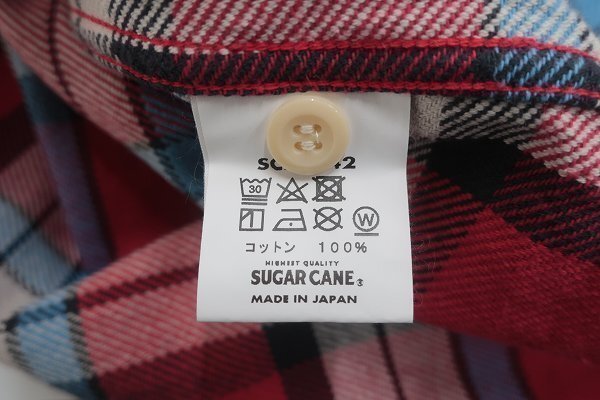 30
コットン 100%
HIGHEST QUALITY
SUGAR CANE®
MADE IN JAPAN